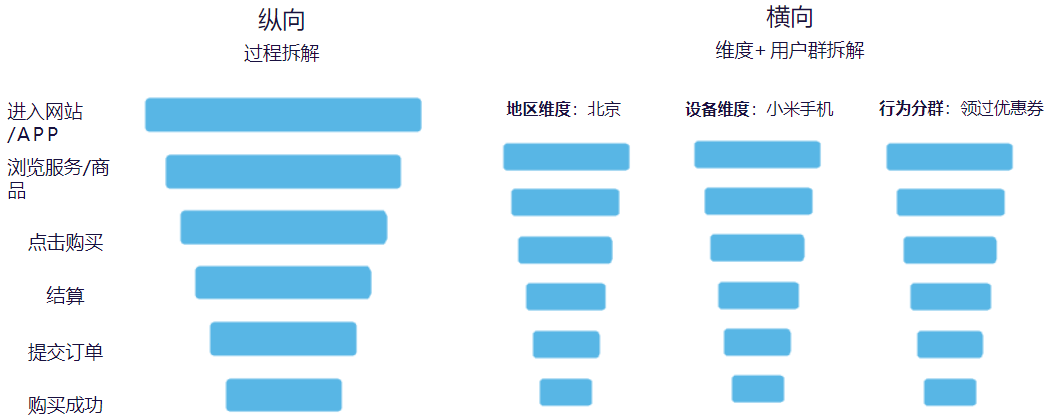 纵向
过程拆解
进入网站
/APP
浏览服务/商
品
点击购买
结算
提交订单
购买成功
横向
维度+用户群拆解
地区维度：北京
设备维度：小米手机
行为分群：领过优惠券